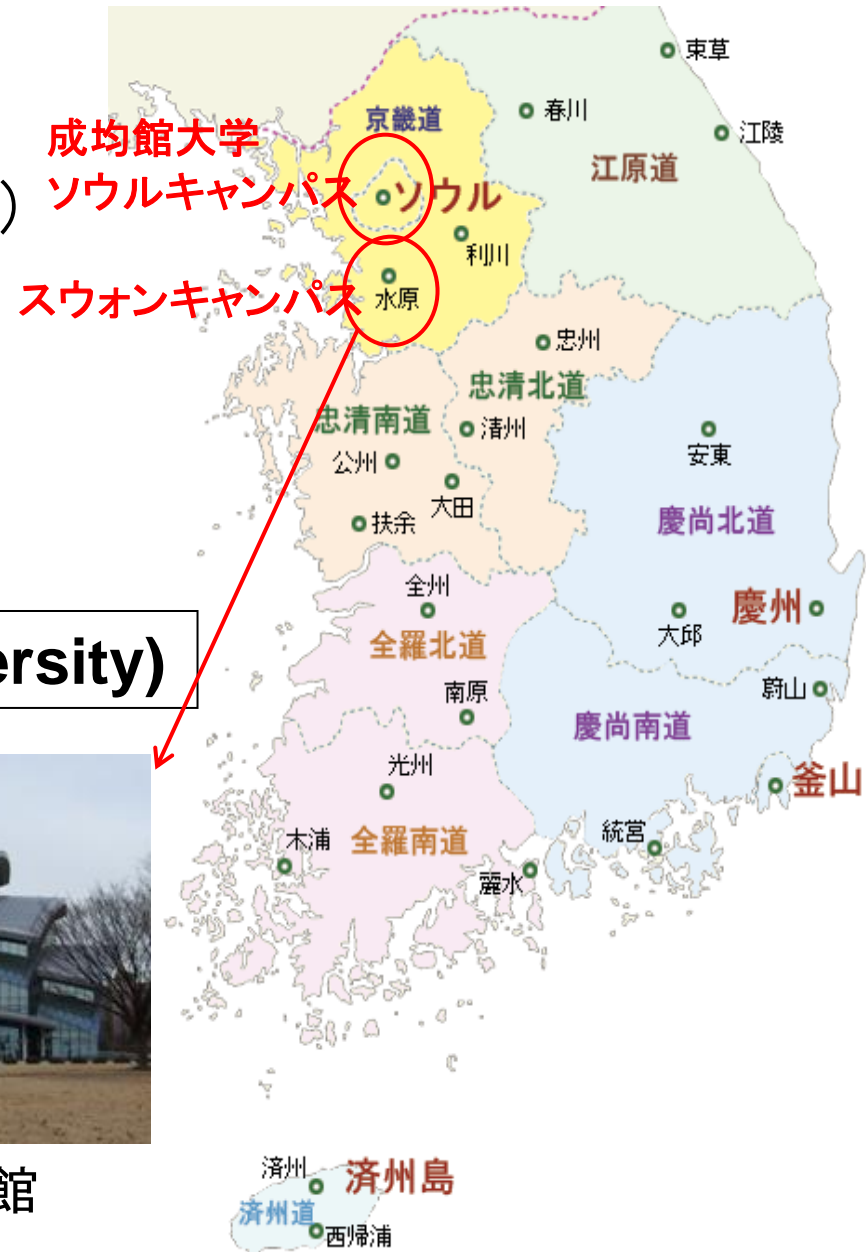 東草
春川
京畿道
江陵
成均館大学
江原道
)
ソウルキャンパス
ソウル
利川
スウォンキャンパス
水原
忠州
忠清北道
忠清南道
清州
公州
安東
大田
扶余
慶尚北道
全州
慶州
大邱
ersity)
全羅北道
南原
蔚山
慶尚南道
光州
釜山
木浦
全羅南道
統営
麗水
済州
済州島
館
済州道
西帰浦